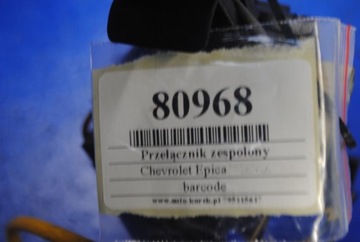 80968
Przełącznik zespolony
Chevrolet Epica
barcode